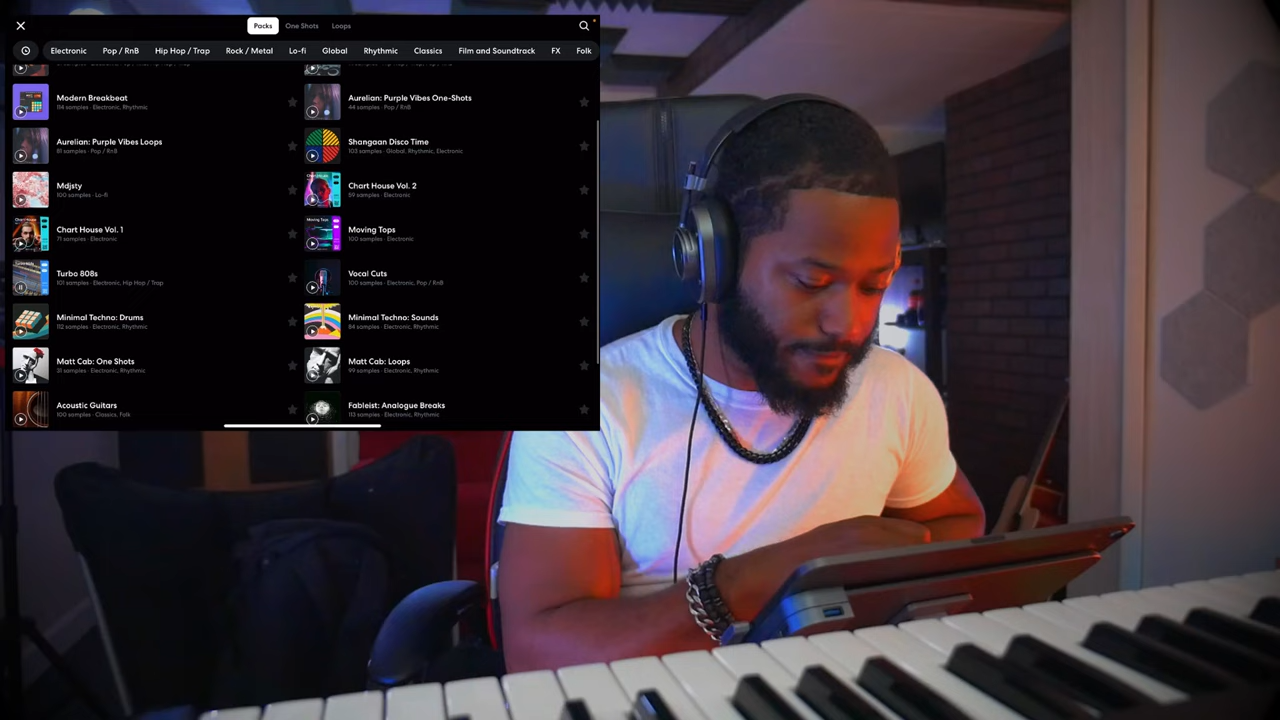 Packs One Shots Loops
Electronic Pop / RnB Hip Hop / Trap Rock / Metal Lo-fi Global Rhythmic Classics Film and Soundtrack FX Folk
Modern Breakbeat
114 samples · Electronic, Rhythmic
Aurelian: Purple Vibes One-Shots
44 samples · Pop / RnB
Aurelian: Purple Vibes Loops
81 samples · Pop / RnB
Shangaan Disco Time
103 samples · Global, Rhythmic, Electronic
Mdjsty
100 samples · Lo-fi
Chart House Vol. 2
59 samples · Electronic
Chart House Vol. 1
71 samples · Electronic
Moving Tops
100 samples · Electronic
Turbo 808s
101 samples · Electronic, Hip Hop / Trap
Vocal Cuts
100 samples · Electronic, Pop / RnB
Minimal Techno: Drums
112 samples · Electronic, Rhythmic
Minimal Techno: Sounds
84 samples · Electronic, Rhythmic
Matt Cab: One Shots
31 samples · Electronic, Rhythmic
Matt Cab: Loops
99 samples · Electronic, Rhythmic
Acoustic Guitars
100 samples · Classics, Folk
Fableist: Analogue Breaks
113 samples · Electronic, Rhythmic